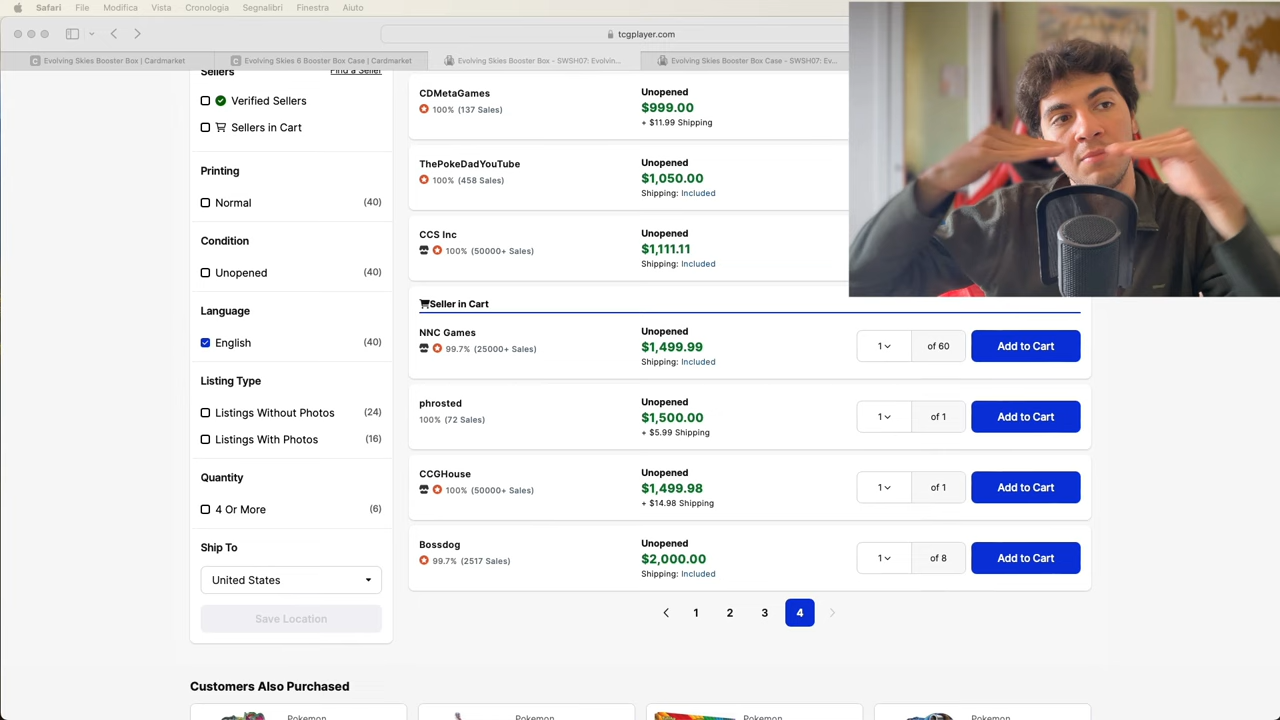 Safari File Modifica Vista Cronologia Segnalibri Finestra Aiuto
tcgplayer.com
Evolving Skies Booster Box | Cardmarket
Evolving Skies 6 Booster Box Case | Cardmarket
Evolving Skies Booster Box - SWSH07: Evolvin...
Evolving Skies Booster Box Case - SWSH07: Ev...
Sellers
Find a Seller
Verified Sellers
Sellers in Cart
Printing
Normal (40)
Condition
Unopened (40)
Language
English (40)
Listing Type
Listings Without Photos (24)
Listings With Photos (16)
Quantity
4 Or More (6)
Ship To
United States
Save Location
CDMetaGames
100% (137 Sales)
Unopened
$999.00
+ $11.99 Shipping
ThePokeDadYouTube
100% (458 Sales)
Unopened
$1,050.00
Shipping: Included
CCS Inc
100% (50000+ Sales)
Unopened
$1,111.11
Shipping: Included
Seller in Cart
NNC Games
99.7% (25000+ Sales)
Unopened
$1,499.99
Shipping: Included
1 of 60 Add to Cart
phrosted
100% (72 Sales)
Unopened
$1,500.00
+ $5.99 Shipping
1 of 1 Add to Cart
CCGHouse
100% (50000+ Sales)
Unopened
$1,499.98
+ $14.98 Shipping
1 of 1 Add to Cart
Bossdog
99.7% (2517 Sales)
Unopened
$2,000.00
Shipping: Included
1 of 8 Add to Cart
1 2 3 4
Customers Also Purchased
Pokemon
Pokemon
Pokemon
Pokemon